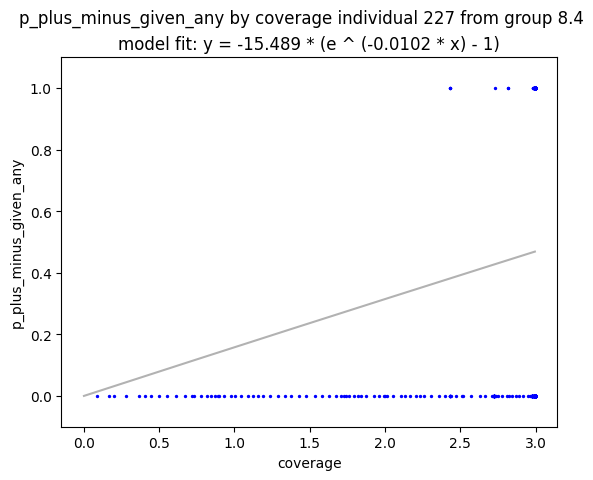 p_plus_minus_given_any by coverage individual 227 from group 8.4
model fit: y = -15.489 * (e ^ (-0.0102 * x) - 1)
1.0
0.8
0.6
0.4
0.2
0.0
p_plus_minus_given_any
0.0 0.5 1.0 1.5 2.0 2.5 3.0
coverage